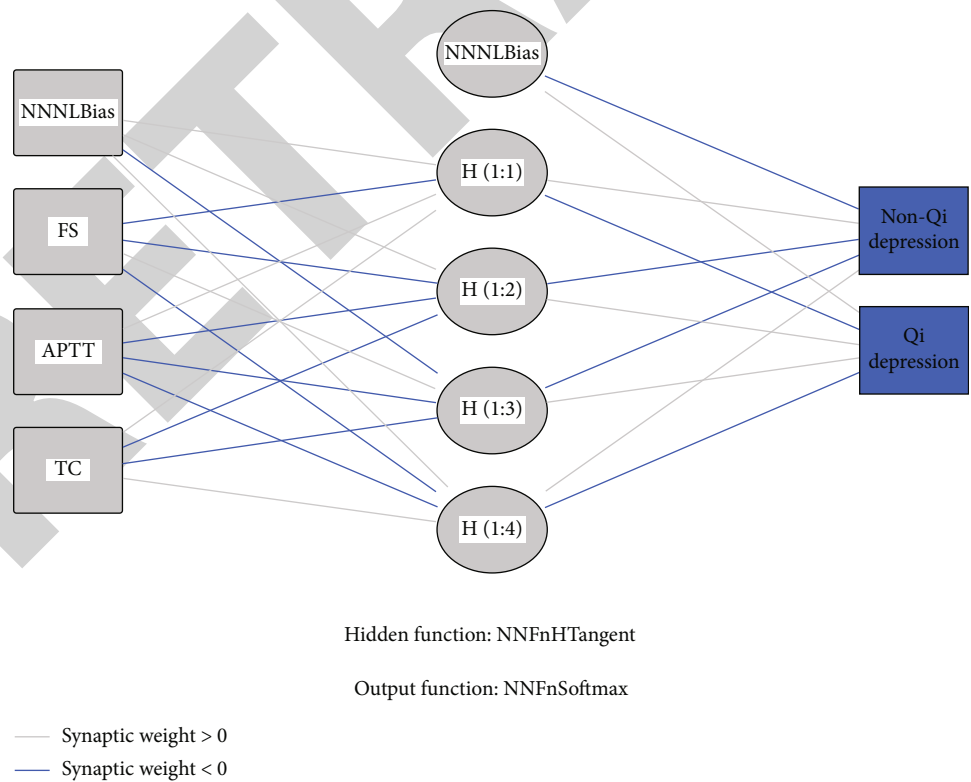 NNNLBias
FS
APTT
TC
NNNLBias
H (1:1)
H (1:2)
H (1:3)
H (1:4)
Non-Qi
depression
Qi
depression
Hidden function: NNFnHTangent
Output function: NNFnSoftmax
Synaptic weight > 0
Synaptic weight < 0